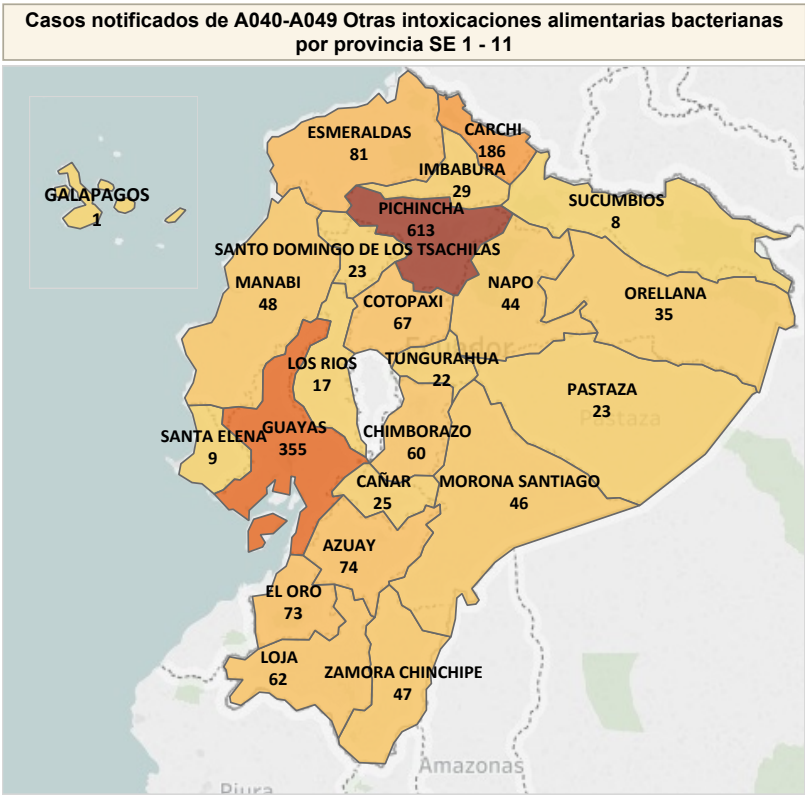 Casos notificados de A040-A049 Otras intoxicaciones alimentarias bacterianas
por provincia SE 1 - 11
ESMERALDAS
81
CARCHI
186
IMBABURA
29
GALAPAGOS
1
PICHINCHA
613
SUCUMBIOS
8
SANTO DOMINGO DE LOS TSACHILAS
23
MANABI
48
NAPO
44
ORELLANA
35
COTOPAXI
67
Ecuador
TUNGURAHUA
22
LOS RIOS
17
PASTAZA
23
Pastaza
SANTA ELENA
9
GUAYAS
355
CHIMBORAZO
60
CAÑAR
25
MORONA SANTIAGO
46
AZUAY
74
EL ORO
73
LOJA
62
ZAMORA CHINCHIPE
47
Amazonas
Piura